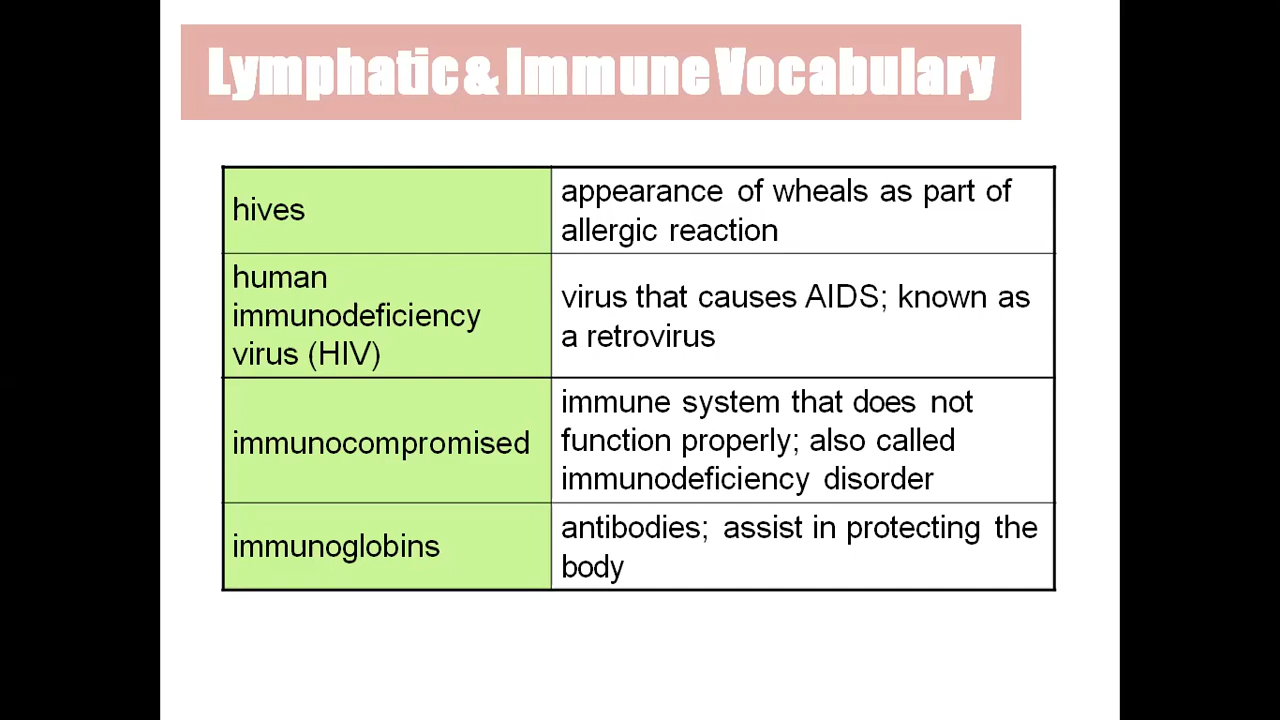 Lymphatic & Immune Vocabulary
hives
appearance of wheals as part of
allergic reaction
human
immunodeficiency
virus (HIV)
virus that causes AIDS; known as
a retrovirus
immunocompromised
immune system that does not
function properly; also called
immunodeficiency disorder
immunoglobins
antibodies; assist in protecting the
body